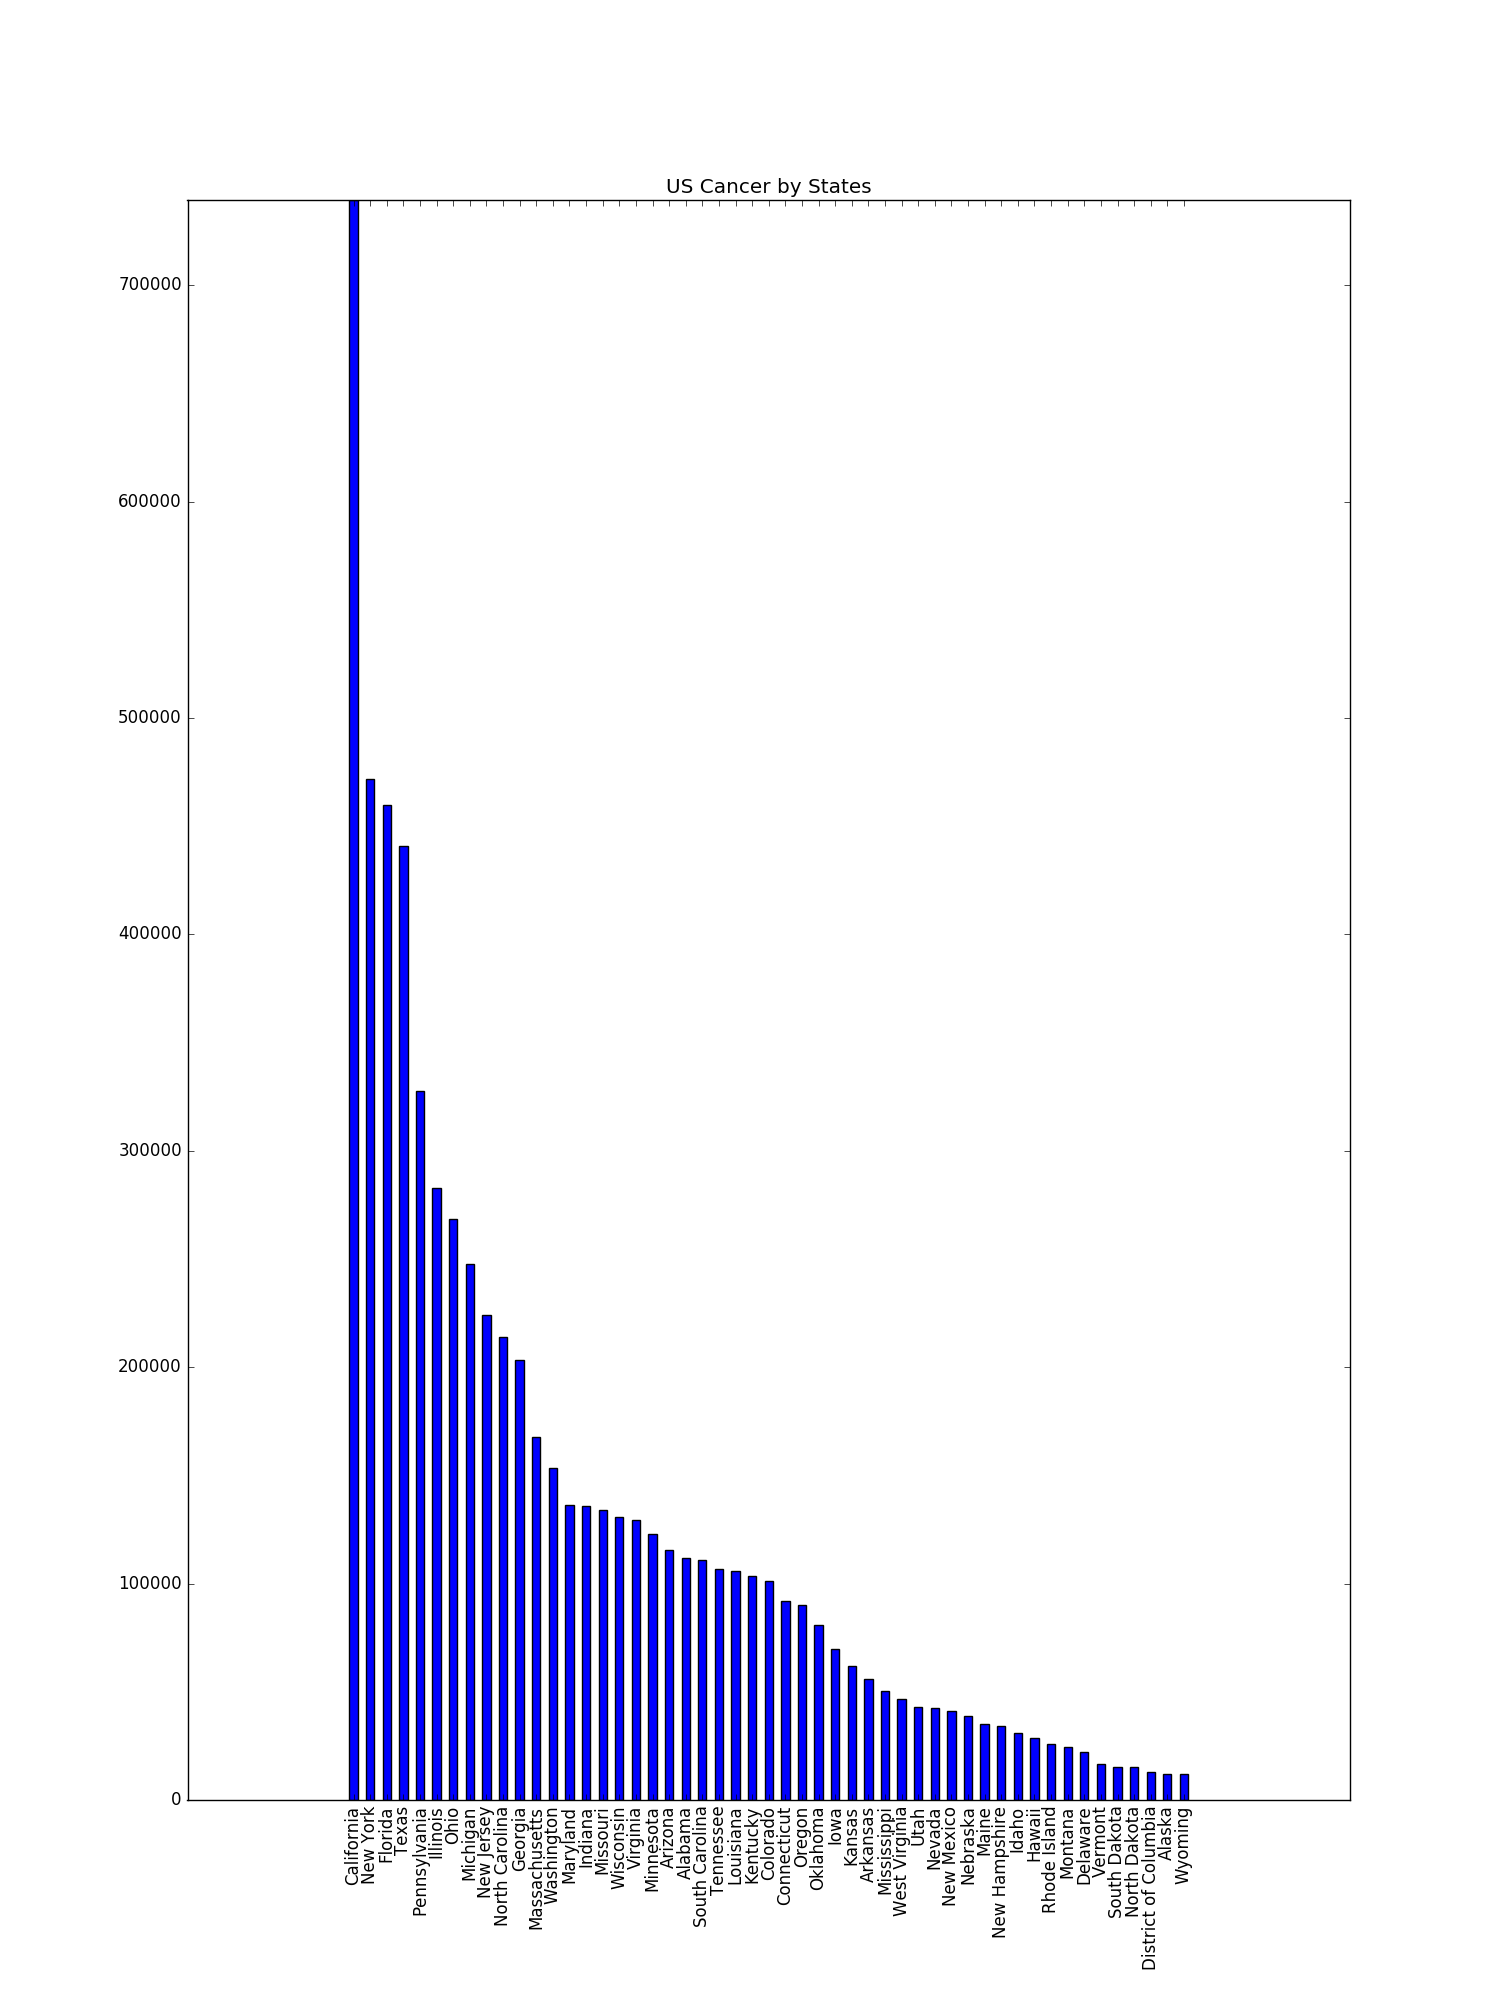 US Cancer by States
700000
600000
500000
400000
300000
200000
100000
0
California
New York
Florida
Texas
Pennsylvania
Illinois
Ohio
Michigan
New Jersey
North Carolina
Georgia
Massachusetts
Washington
Maryland
Indiana
Missouri
Wisconsin
Virginia
Minnesota
Arizona
Alabama
South Carolina
Tennessee
Louisiana
Kentucky
Colorado
Connecticut
Oregon
Oklahoma
Iowa
Kansas
Arkansas
Mississippi
West Virginia
Utah
Nevada
New Mexico
Nebraska
Maine
New Hampshire
Idaho
Hawaii
Rhode Island
Montana
Delaware
Vermont
South Dakota
North Dakota
District of Columbia
Alaska
Wyoming